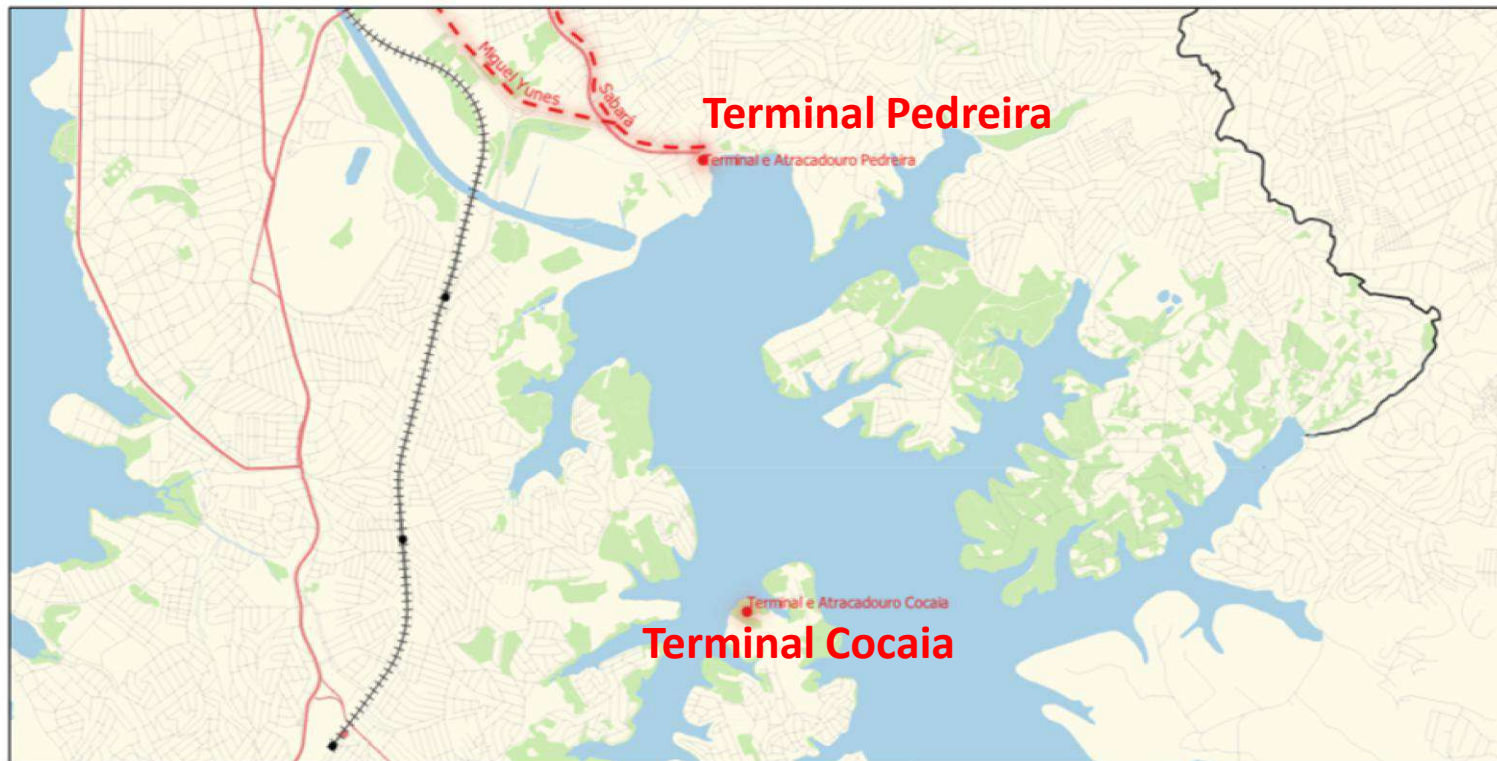 Miguel Yunes
Sabará
Terminal Pedreira
Terminal e Atracadouro Pedreira
Terminal e Atracadouro Cocaia
Terminal Cocaia